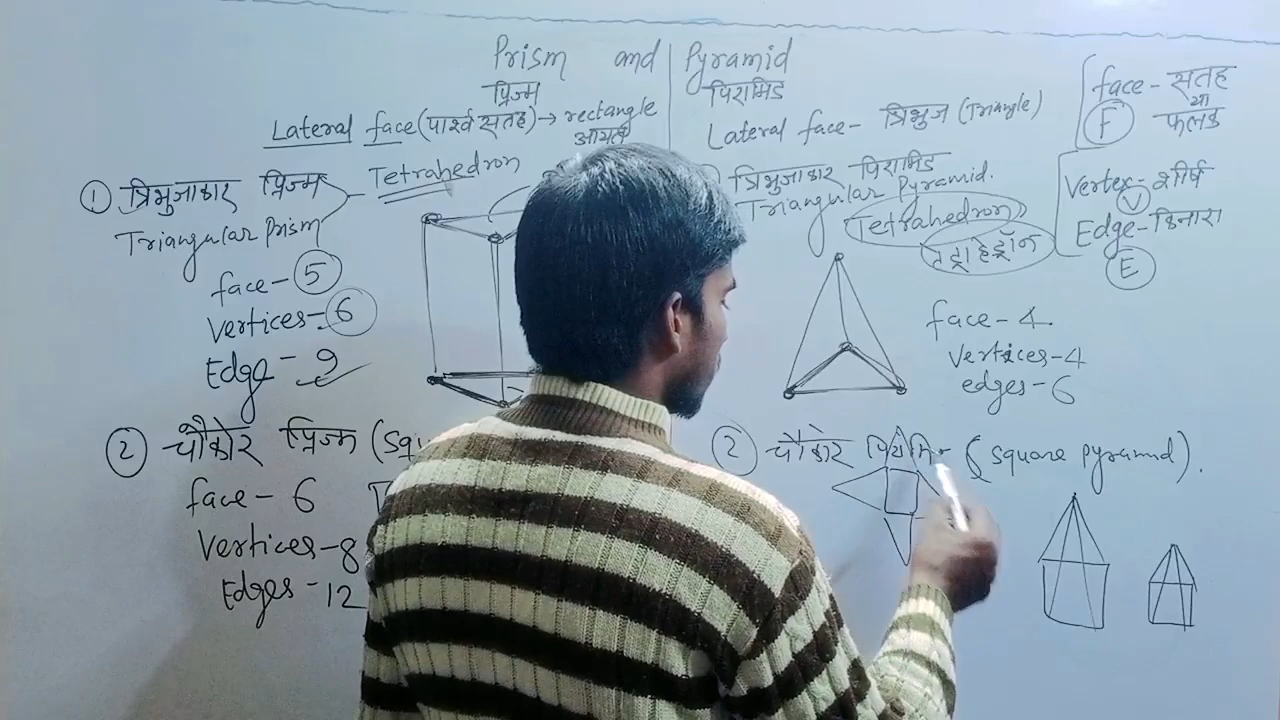 Prism and Pyramid
प्रिज्म पिरामिड
Lateral face (पार्श्व सतह) → rectangle
आयत
Tetrahedron
① त्रिभुजाकार प्रिज्म
Triangular Prism
face - 5
vertices - 6
Edge - 9
② चौकोर प्रिज्म (squ
face - 6
Vertices - 8
Edges - 12
Lateral face - त्रिभुज (Triangle)
त्रिभुजाकार पिरामिड
Triangular Pyramid.
Tetrahedron
टेट्राहेड्रॉन
face - 4
vertices - 4
edges - 6
② चौकोर (square pyramid).
face - सतह
या
F फलक
Vertex - शीर्ष
V
Edge - किनारा
E